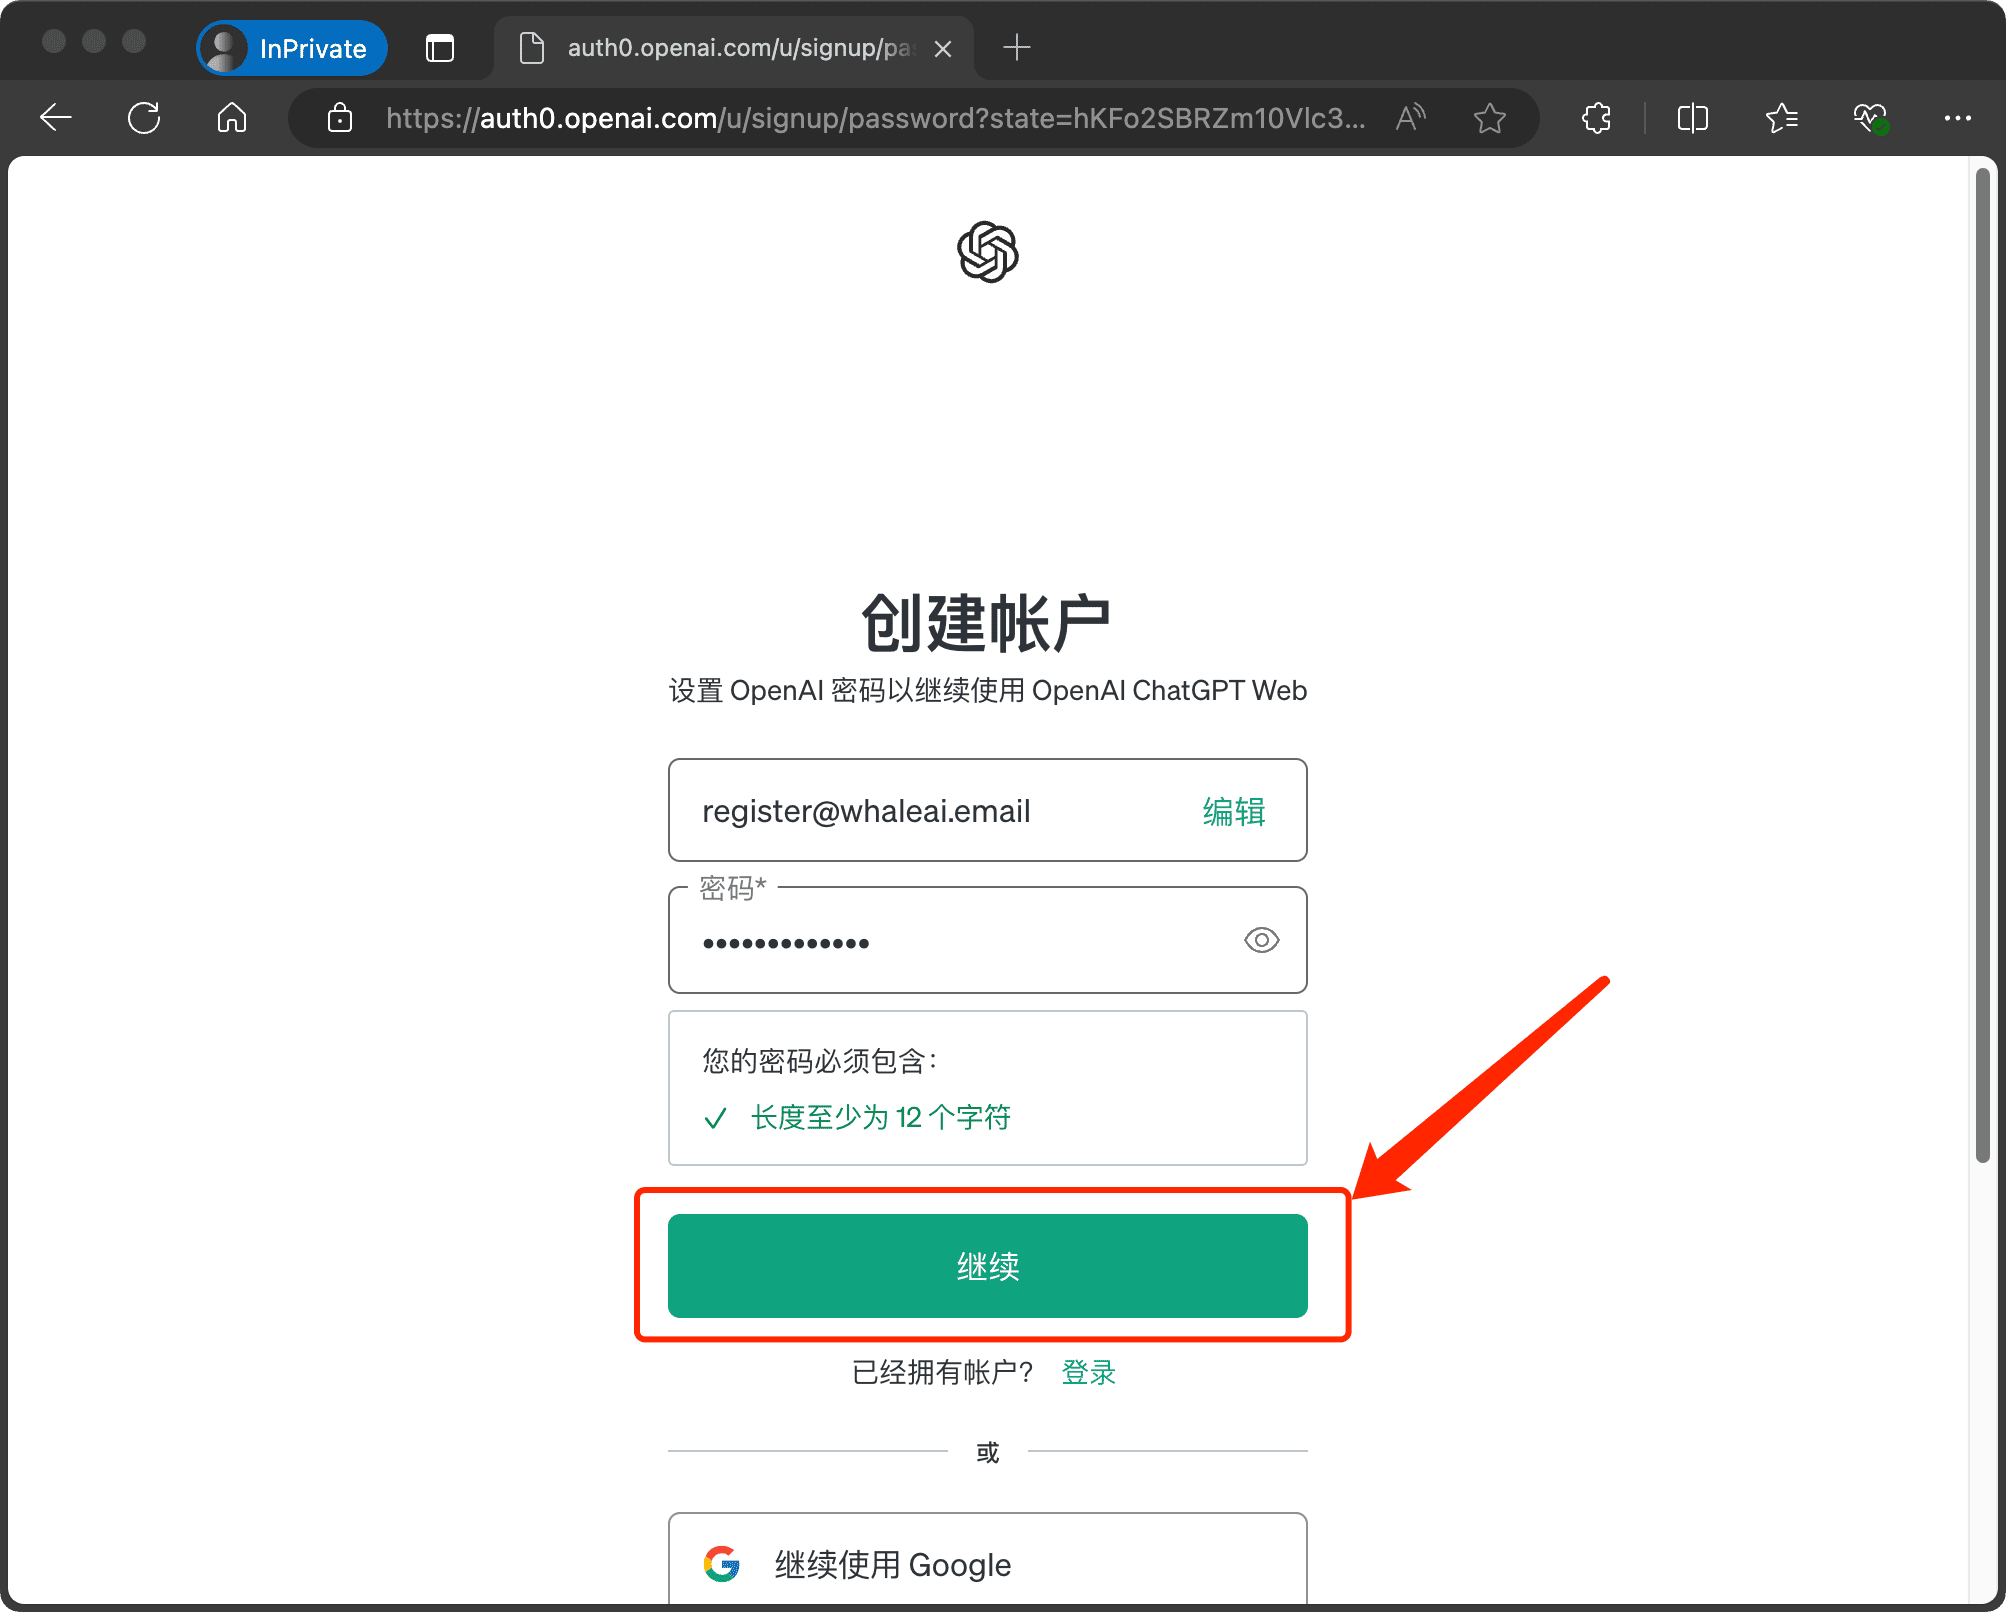 InPrivate
auth0.openai.com/u/signup/pa
https://auth0.openai.com/u/signup/password?state=hKFo2SBRZm10Vlc3...
创建帐户
设置 OpenAI 密码以继续使用 OpenAI ChatGPT Web
register@whaleai.email 编辑
密码*
•••••••••••••
您的密码必须包含：
✓ 长度至少为 12 个字符
继续
已经拥有帐户？ 登录
或
继续使用 Google